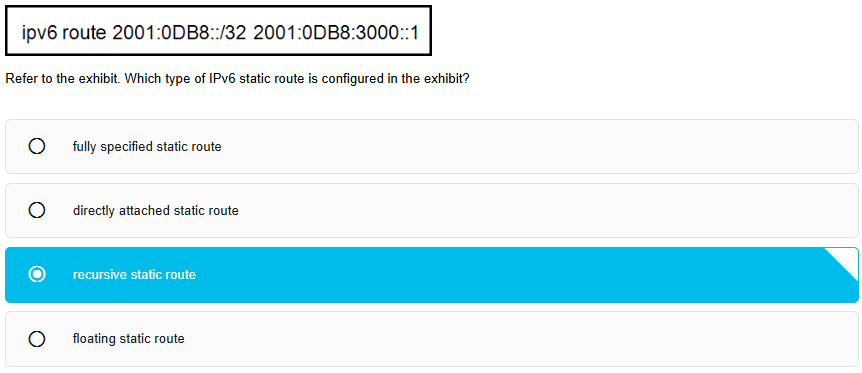 ipv6 route 2001:0DB8::/32 2001:0DB8:3000::1
Refer to the exhibit. Which type of IPv6 static route is configured in the exhibit?
fully specified static route
directly attached static route
recursive static route
floating static route